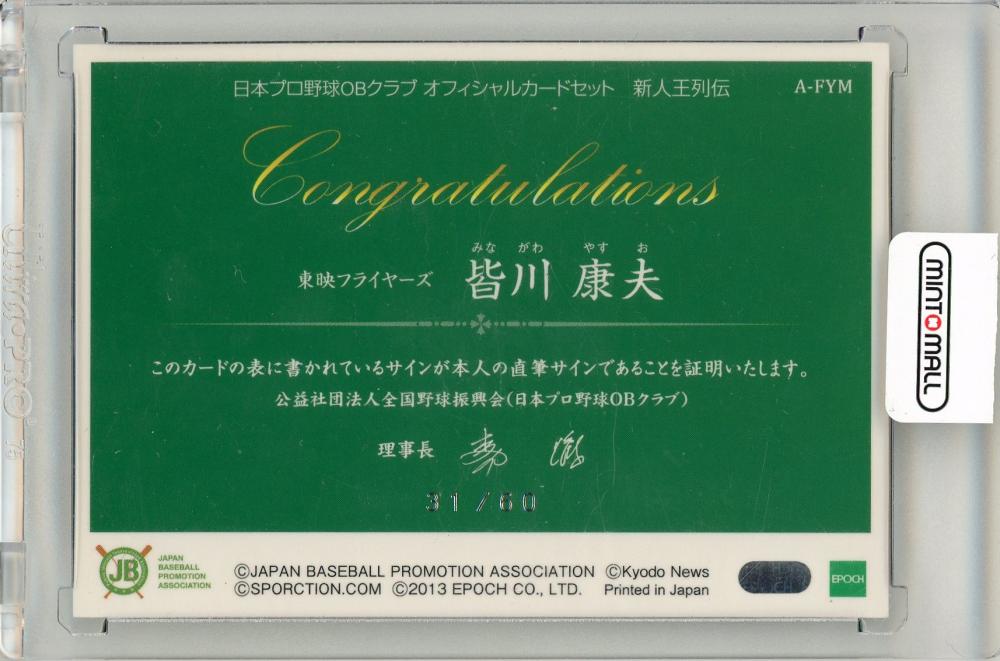 日本プロ野球OBクラブ オフィシャルカードセット 新人王列伝 A-FYM
Congratulations
みな がわ やす お
東映フライヤーズ 皆川 康夫
このカードの表に書かれているサインが本人の直筆サインであることを証明いたします。
公益社団法人全国野球振興会(日本プロ野球OBクラブ)
理事長
31/60
JB
JAPAN
BASEBALL
PROMOTION
ASSOCIATION
©JAPAN BASEBALL PROMOTION ASSOCIATION ©Kyodo News
©SPORCTION.COM ©2013 EPOCH CO., LTD. Printed in Japan
EPOCH
MINT MALL